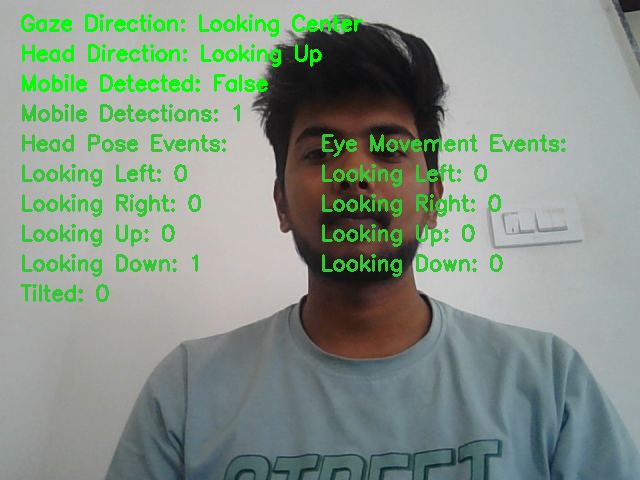 Gaze Direction: Looking Center
Head Direction: Looking Up
Mobile Detected: False
Mobile Detections: 1
Head Pose Events:
Looking Left: 0
Looking Right: 0
Looking Up: 0
Looking Down: 1
Tilted: 0
Eye Movement Events:
Looking Left: 0
Looking Right: 0
Looking Up: 0
Looking Down: 0
STREET